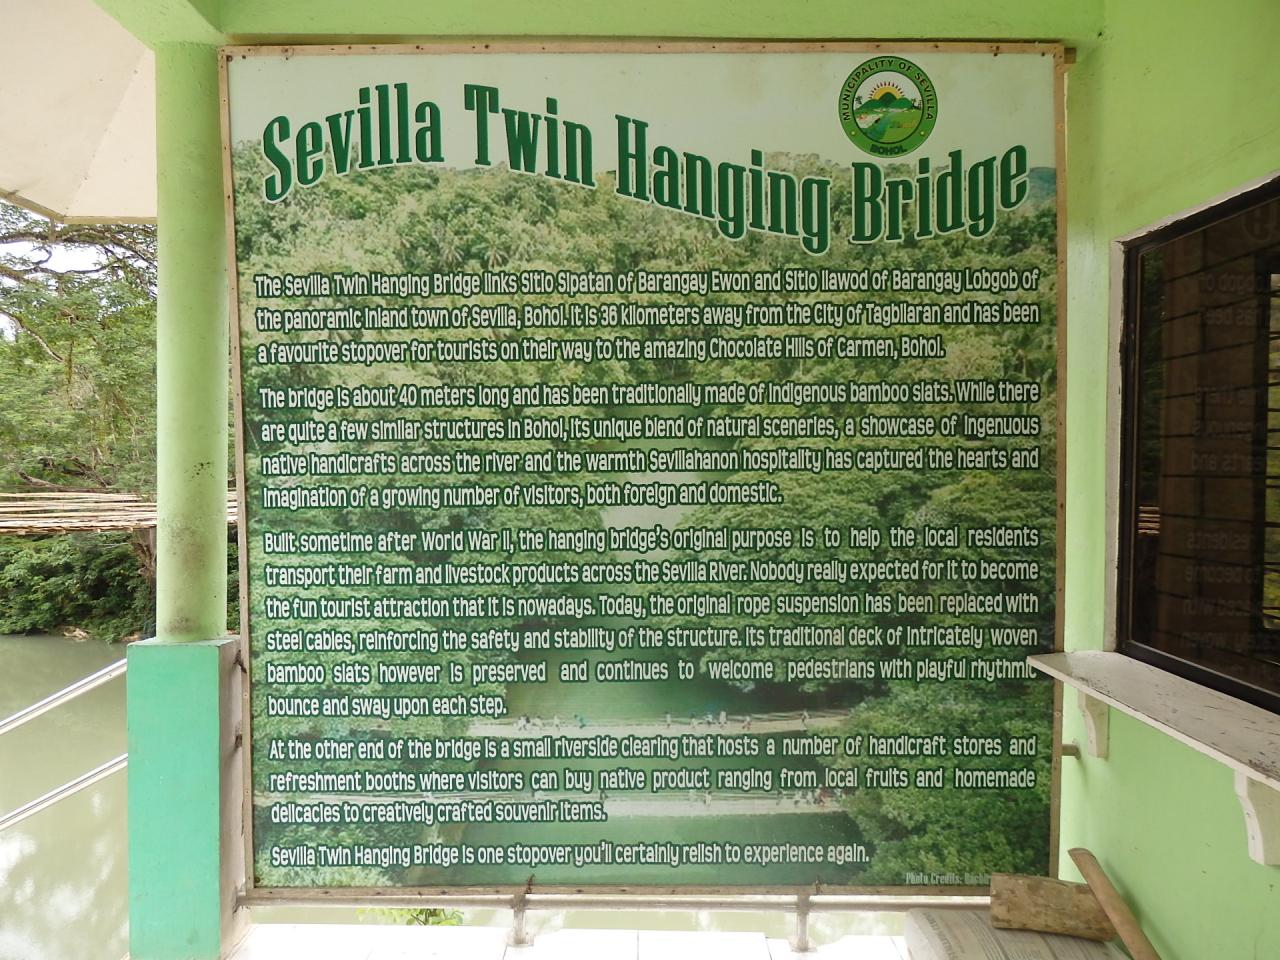 Sevilla Twin Hanging Bridge
MUNICIPALITY OF SEVILLA
BOHOL
The Sevilla Twin Hanging Bridge links Sitio Sipatan of Barangay Ewon and Sitio Ilawod of Barangay Lobgob of
the panoramic inland town of Sevilla, Bohol. It is 36 kilometers away from the City of Tagbilaran and has been
a favourite stopover for tourists on their way to the amazing Chocolate Hills of Carmen, Bohol.
The bridge is about 40 meters long and has been traditionally made of indigenous bamboo slats. While there
are quite a few similar structures in Bohol, its unique blend of natural sceneries, a showcase of ingenuous
native handicrafts across the river and the warmth Sevillahanon hospitality has captured the hearts and
imagination of a growing number of visitors, both foreign and domestic.
Built sometime after World War II, the hanging bridge's original purpose is to help the local residents
transport their farm and livestock products across the Sevilla River. Nobody really expected for it to become
the fun tourist attraction that it is nowadays. Today, the original rope suspension has been replaced with
steel cables, reinforcing the safety and stability of the structure. Its traditional deck of intricately woven
bamboo slats however is preserved and continues to welcome pedestrians with playful rhythmic
bounce and sway upon each step.
At the other end of the bridge is a small riverside clearing that hosts a number of handicraft stores and
refreshment booths where visitors can buy native product ranging from local fruits and homemade
delicacies to creatively crafted souvenir items.
Sevilla Twin Hanging Bridge is one stopover you'll certainly relish to experience again.
Photo Credits: